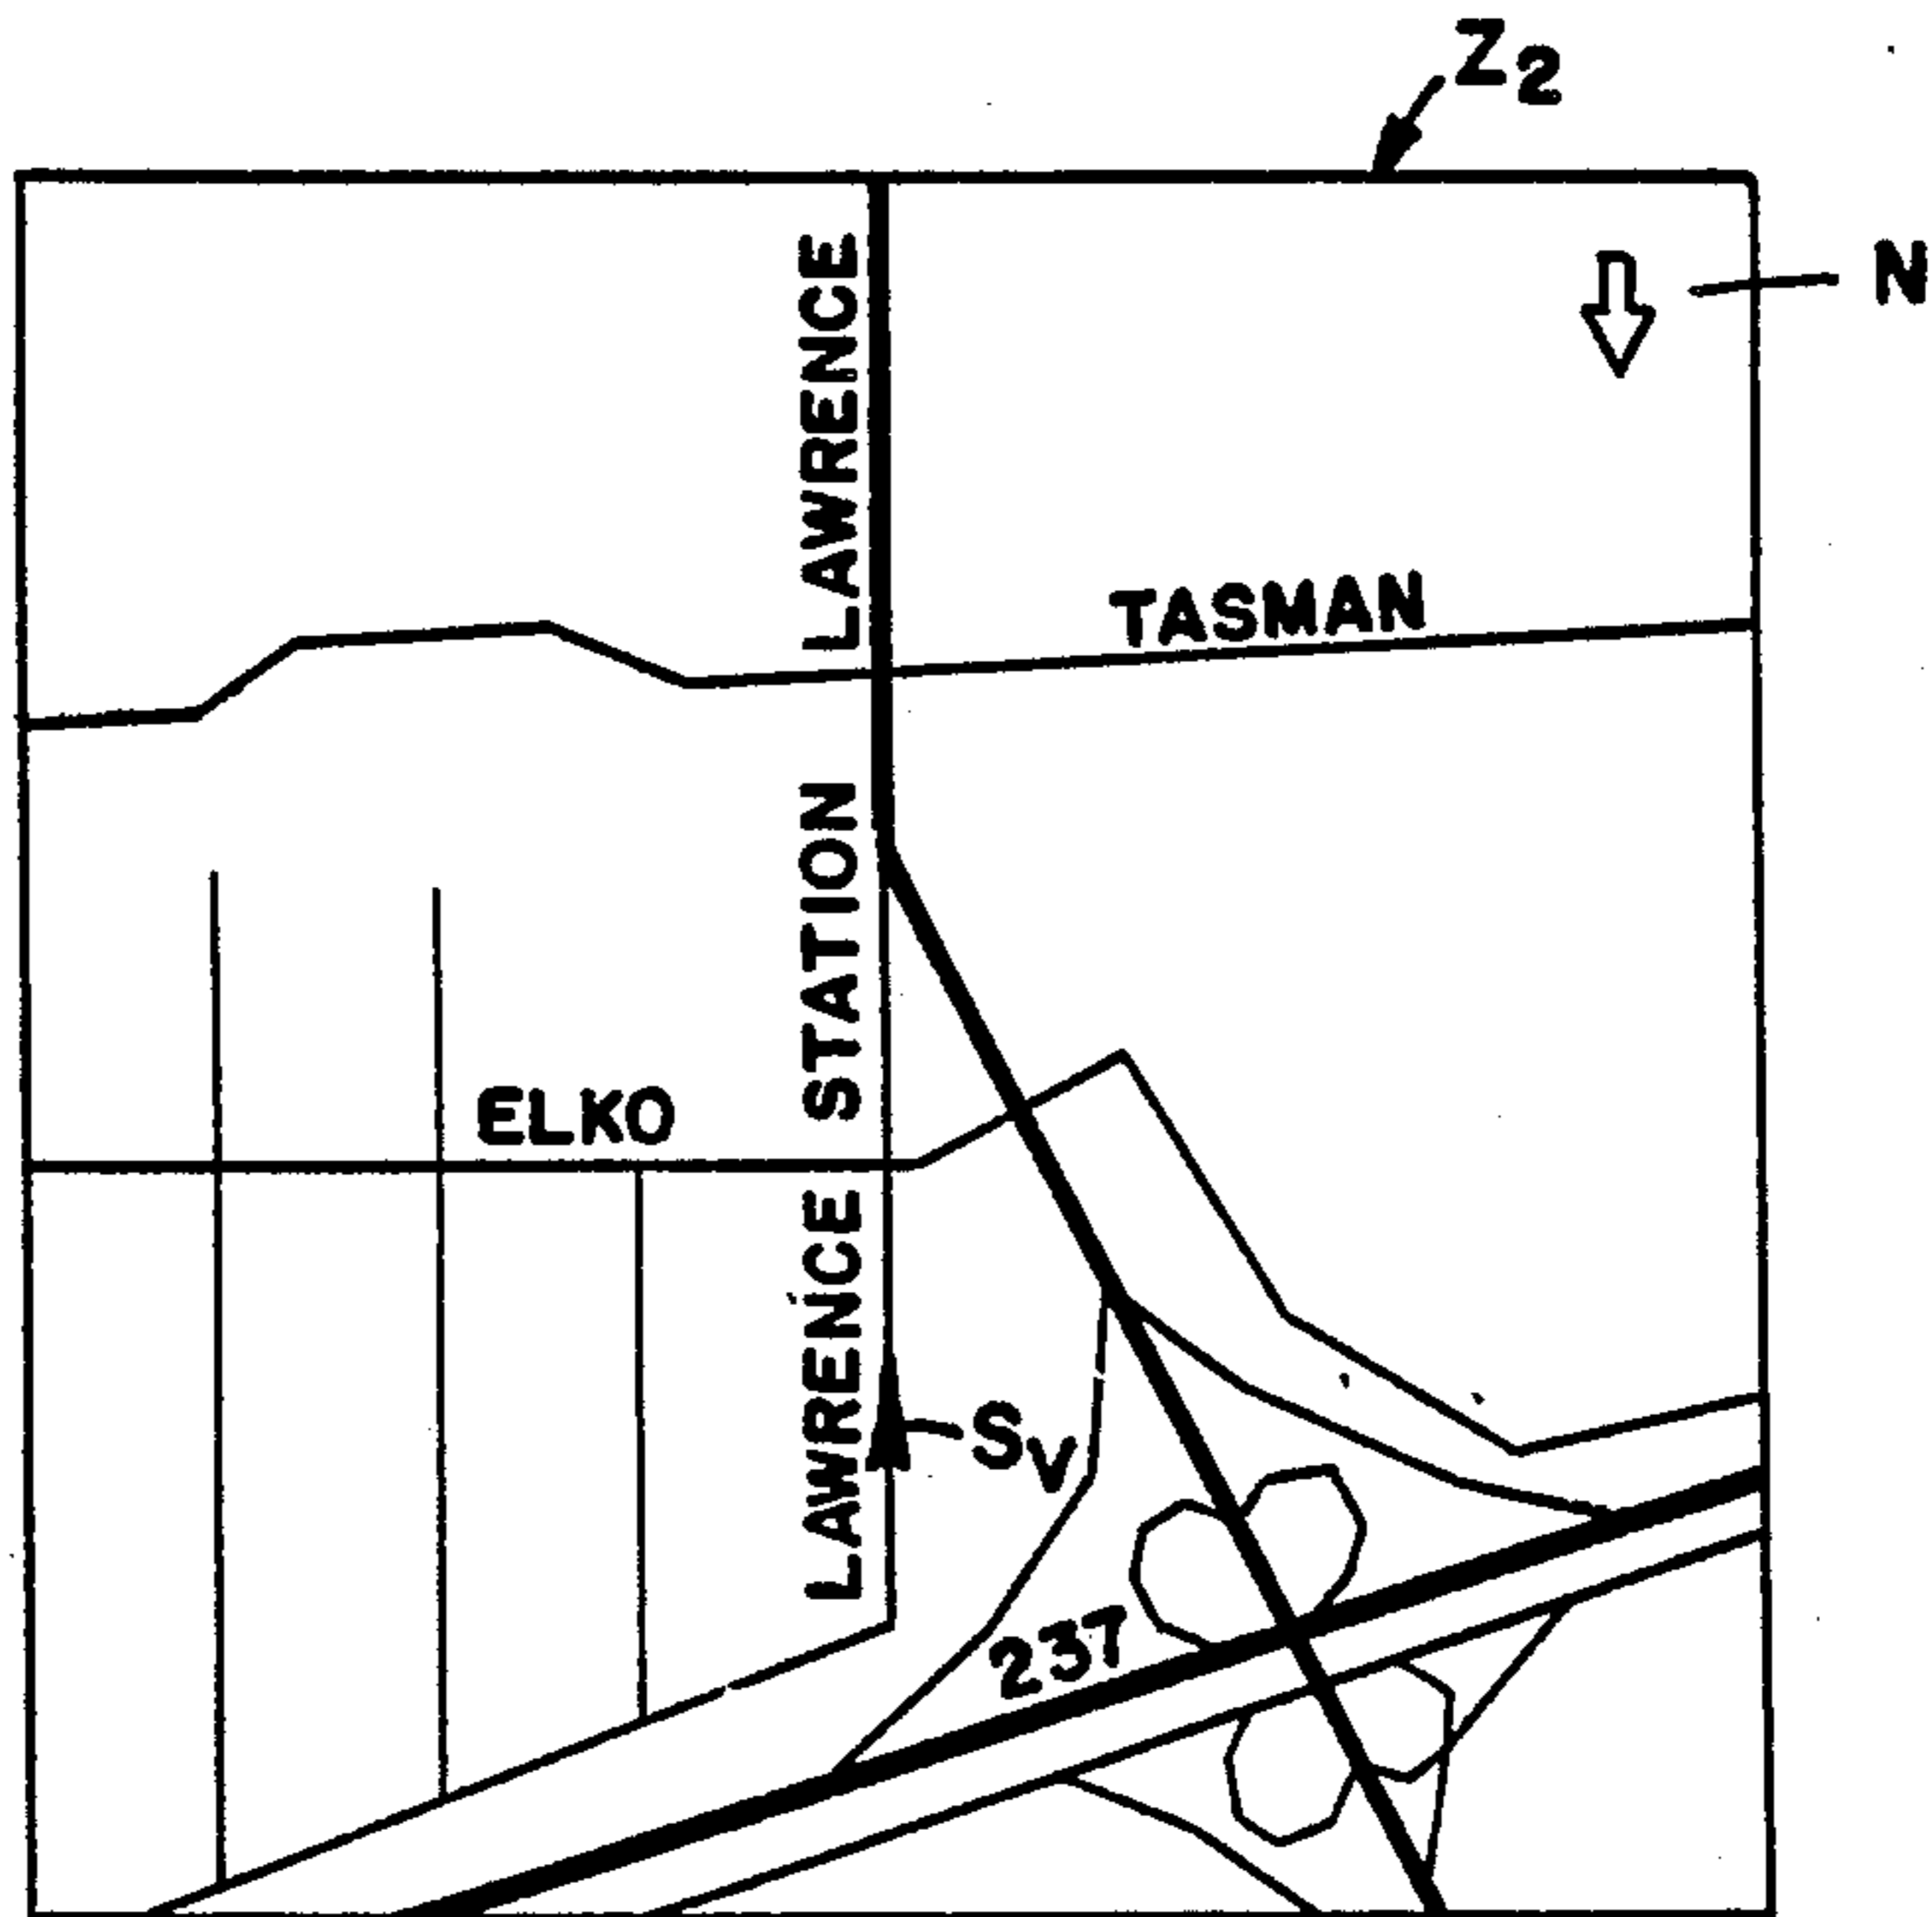 Z2
N
LAWRENCE
TASMAN
STATION
ELKO
LAWRENCE
SV
237